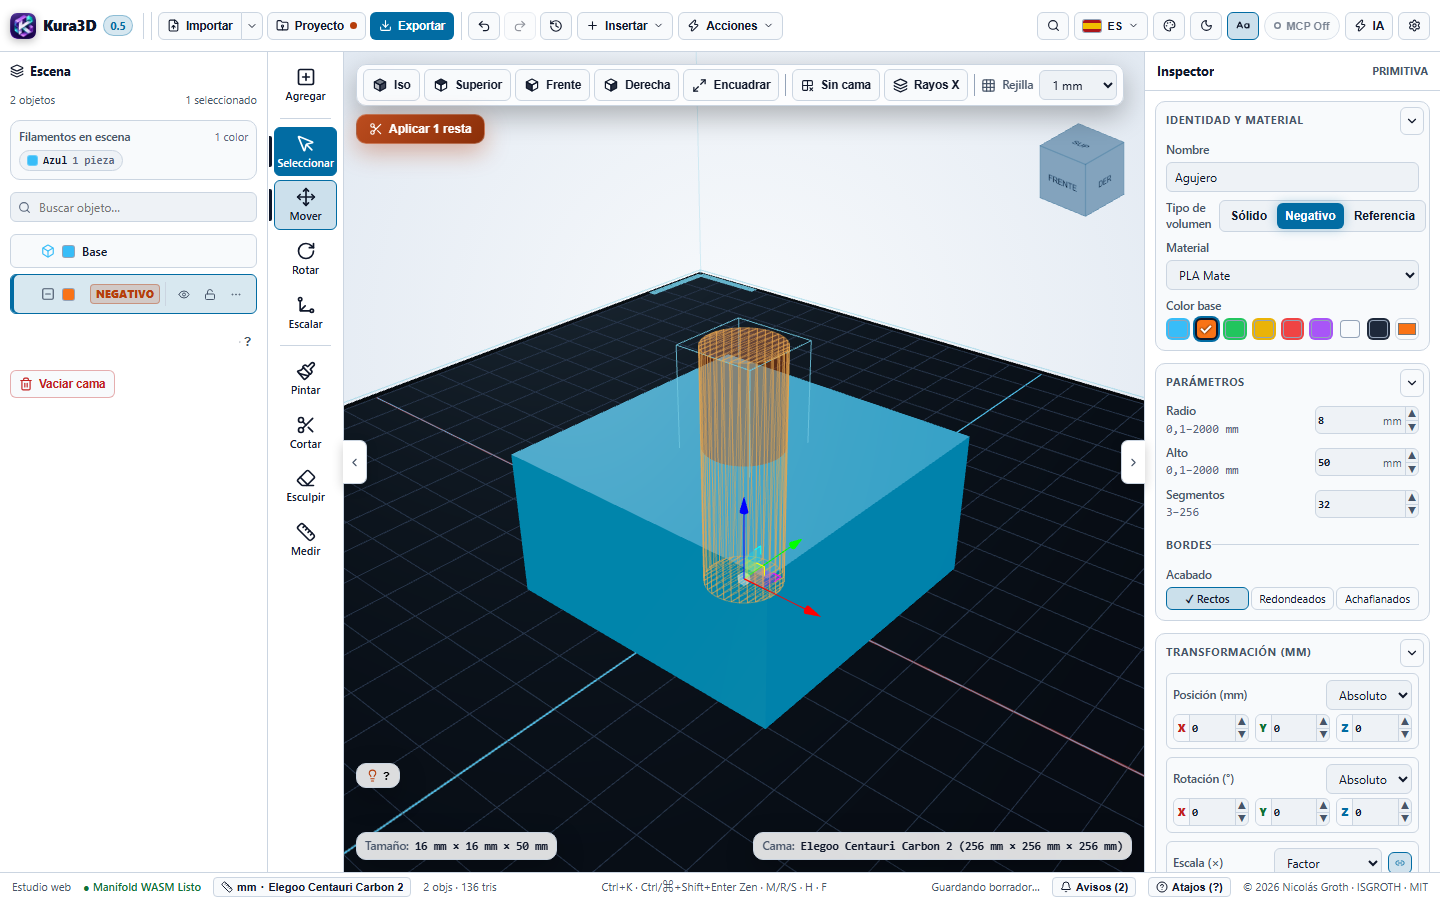 Kura3D 0.5 Importar Proyecto Exportar Insertar Acciones ES Aa MCP Off IA
Escena
2 objetos 1 seleccionado
Filamentos en escena 1 color
Azul 1 pieza
Buscar objeto...
Base
NEGATIVO
?
Vaciar cama
Agregar
Seleccionar
Mover
Rotar
Escalar
Pintar
Cortar
Esculpir
Medir
Iso Superior Frente Derecha Encuadrar Sin cama Rayos X Rejilla 1 mm
Aplicar 1 resta
SUP
FRENTE DER
?
Tamaño: 16 mm × 16 mm × 50 mm
Cama: Elegoo Centauri Carbon 2 (256 mm × 256 mm × 256 mm)
Inspector PRIMITIVA
IDENTIDAD Y MATERIAL
Nombre
Agujero
Tipo de volumen Sólido Negativo Referencia
Material
PLA Mate
Color base
PARÁMETROS
Radio
0,1–2000 mm
8 mm
Alto
0,1–2000 mm
50 mm
Segmentos
3–256
32
BORDES
Acabado
✓ Rectos Redondeados Achaflanados
TRANSFORMACIÓN (MM)
Posición (mm) Absoluto
X 0 Y 0 Z 0
Rotación (°) Absoluto
X 0 Y 0 Z 0
Escala (×) Factor
Estudio web ● Manifold WASM Listo mm · Elegoo Centauri Carbon 2 2 objs · 136 tris Ctrl+K · Ctrl/⌘+Shift+Enter Zen · M/R/S · H · F Guardando borrador... Avisos (2) Atajos (?) © 2026 Nicolás Groth · ISGROTH · MIT